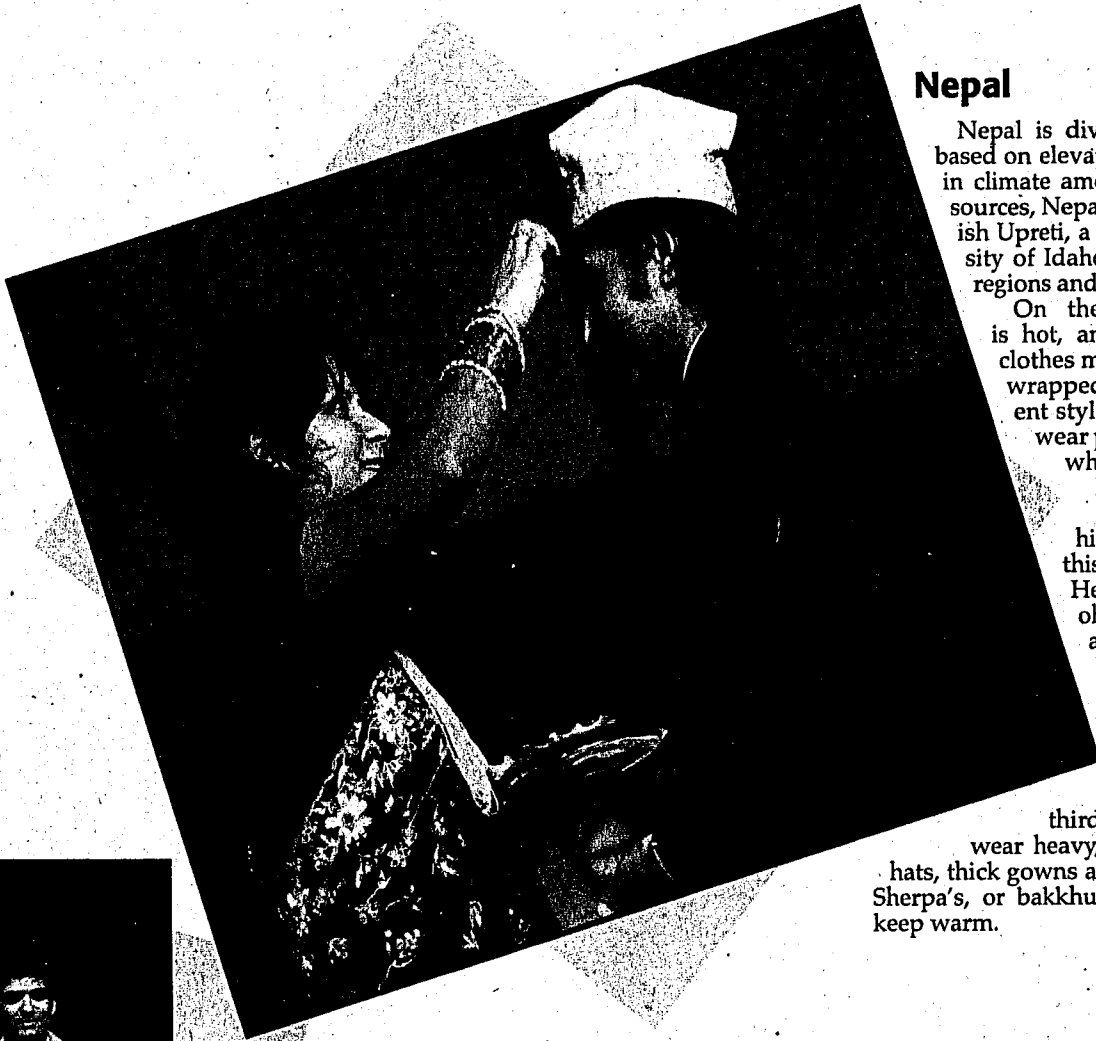 Nepal
Nepal is div
based on eleva
in climate am
sources, Nepa
ish Upreti, a
sity of Idah
regions and
On the
is hot, a
clothes m
wrapped
ent styl
wear
wh
hi
this
He
ol
a
third
wear heavy,
hats, thick gowns a
Sherpa's, or bakkhu
keep warm.